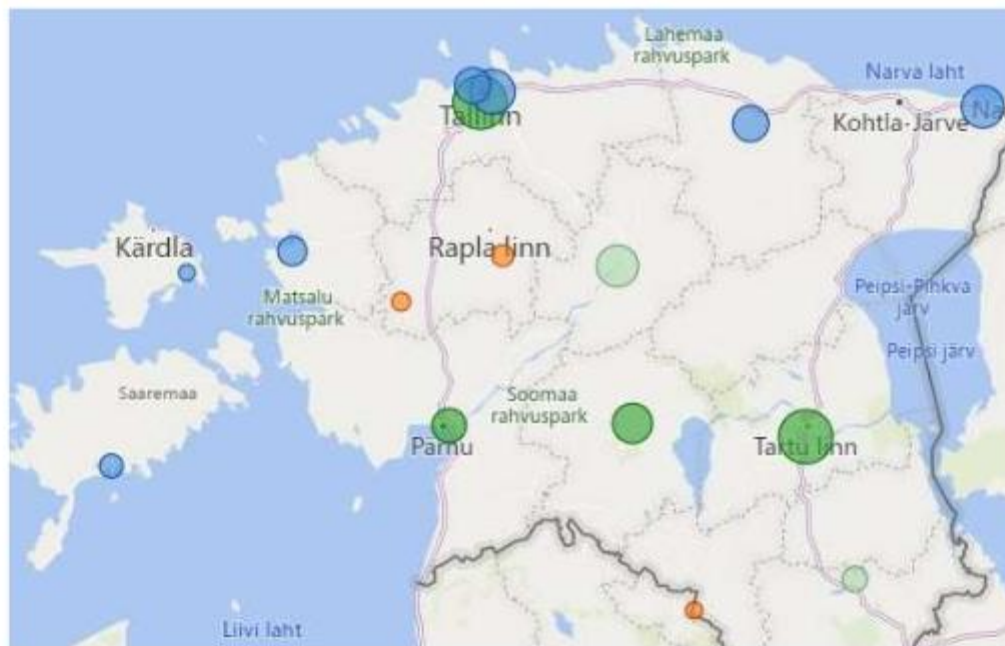 Lahemaa
rahvuspark
Narva laht
Tallinn
Kohtla-Järve
Na
Kärdla
Rapla linn
Matsalu
rahvuspark
Peipsi-Pihkva
järv
Peipsi järv
Saaremaa
Soomaa
rahvuspark
Pärnu
Tartu linn
Liivi laht